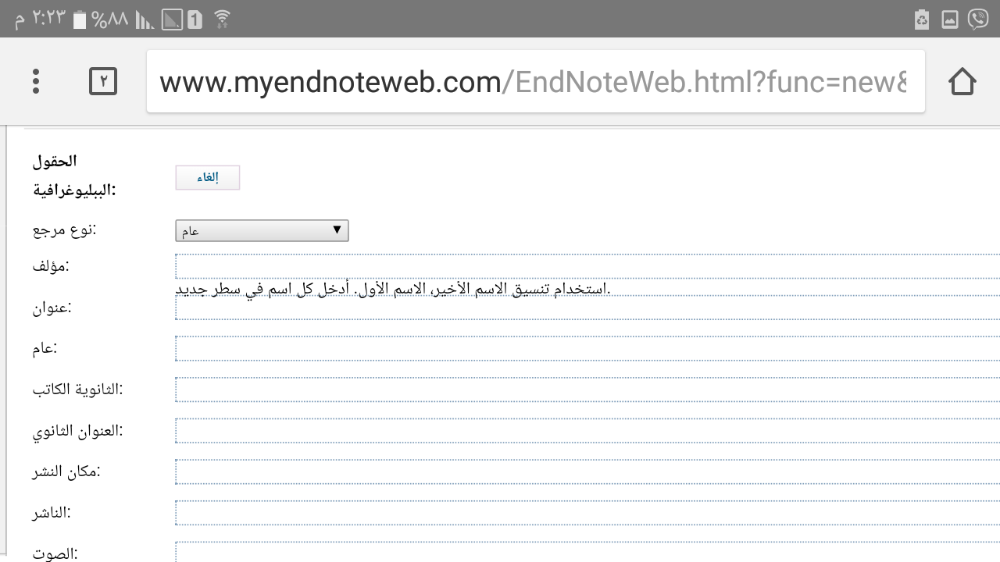 ٢:٢٣ م
%٨٨
1
٢
www.myendnoteweb.com/EndNoteWeb.html?func=new&
الحقول
الببليوغرافية:
إلغاء
نوع مرجع:
عام
مؤلف:
استخدام تنسيق الاسم الأخير، الاسم الأول. أدخل كل اسم في سطر جديد.
عنوان:
عام:
الثانوية الكاتب:
العنوان الثانوي:
مكان النشر:
الناشر:
الصوت: